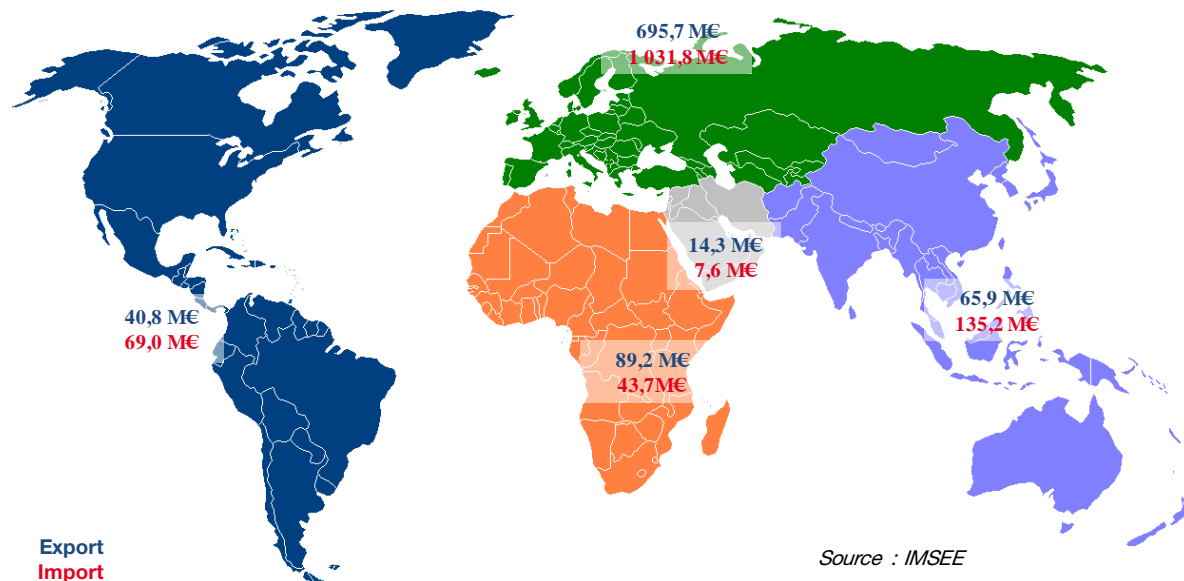 695,7 M€
1 031,8 M€
14,3 M€
7,6 M€
65,9 M€
135,2 M€
40,8 M€
69,0 M€
89,2 M€
43,7M€
Export
Import
Source : IMSEE